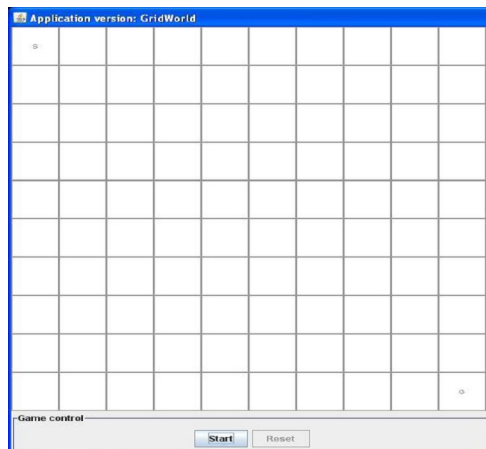 Application version: GridWorld
S
G
Game control
Start Reset